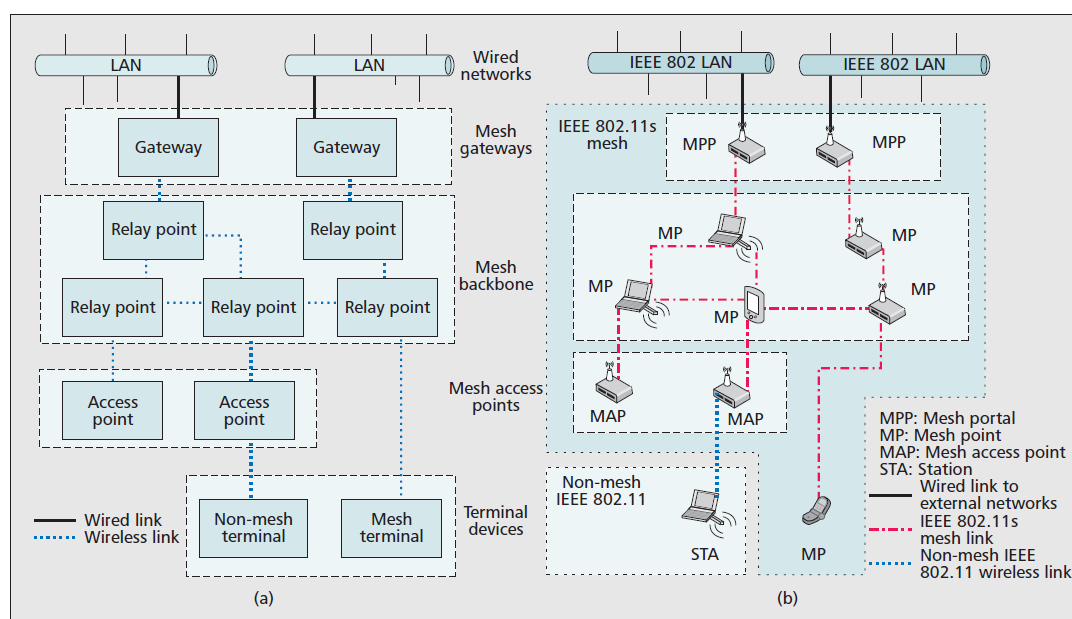 LAN
LAN
Wired
networks
Gateway
Gateway
Mesh
gateways
Relay point
Relay point
Relay point
Relay point
Relay point
Mesh
backbone
Access
point
Access
point
Mesh access
points
Non-mesh
terminal
Mesh
terminal
Terminal
devices
Wired link
Wireless link
(a)
IEEE 802 LAN
IEEE 802 LAN
IEEE 802.11s
mesh
MPP
MPP
MP
MP
MP
MP
MP
MAP
MAP
Non-mesh
IEEE 802.11
STA
MP
MPP: Mesh portal
MP: Mesh point
MAP: Mesh access point
STA: Station
Wired link to
external networks
IEEE 802.11s
mesh link
Non-mesh IEEE
802.11 wireless link
(b)